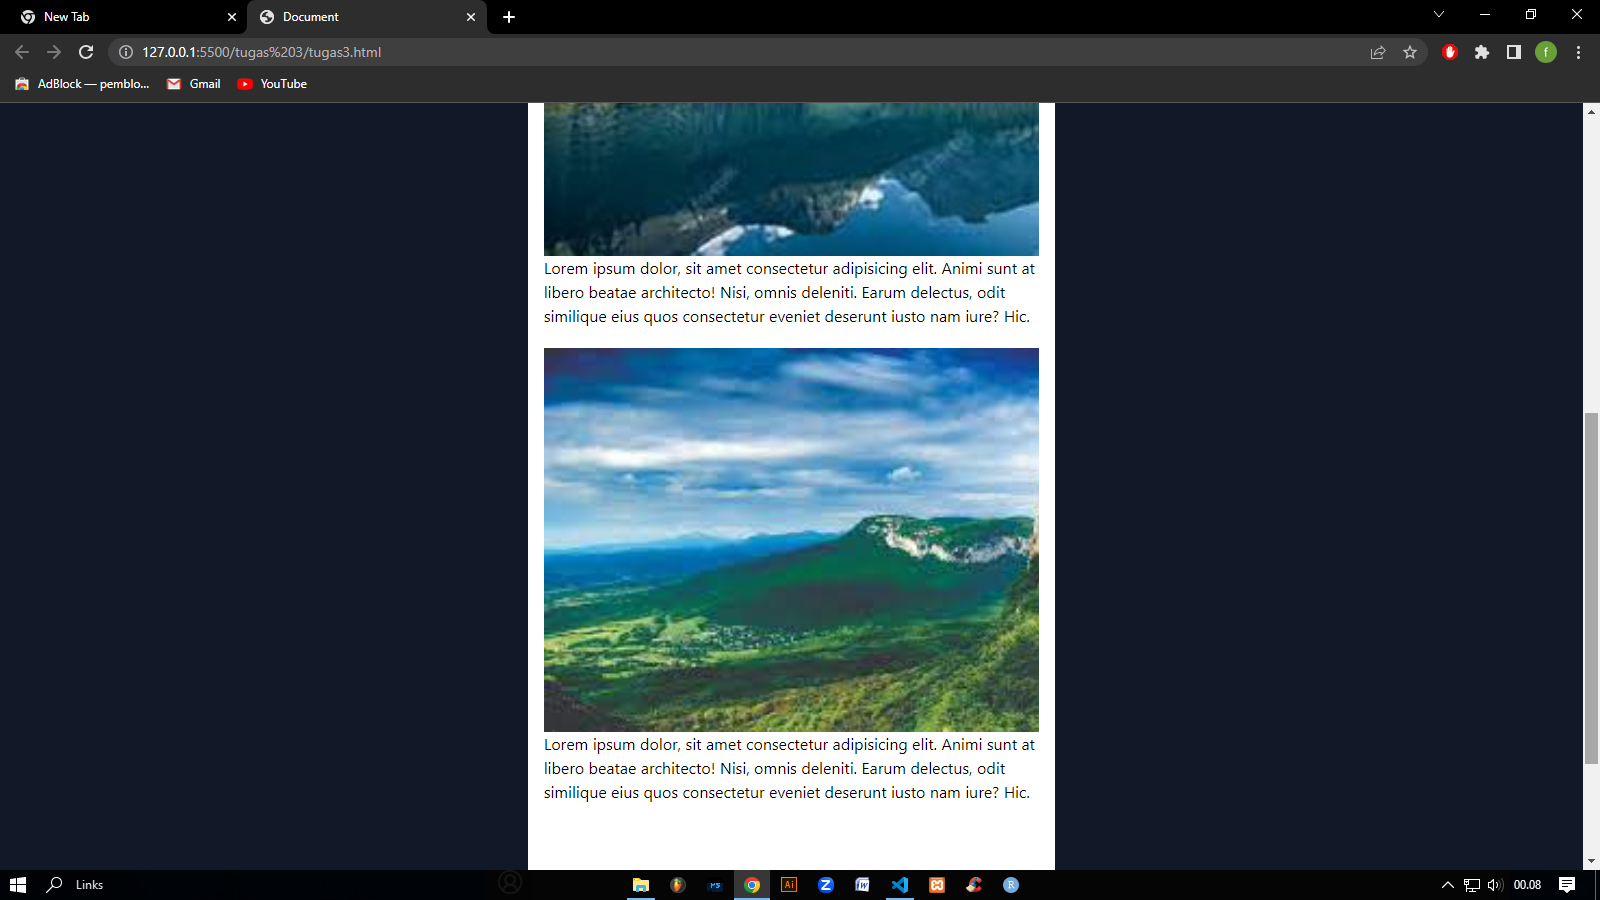 New Tab
Document
127.0.0.1:5500/tugas%203/tugas3.html
f
AdBlock — pemblo...
Gmail
YouTube
Lorem ipsum dolor, sit amet consectetur adipisicing elit. Animi sunt at
libero beatae architecto! Nisi, omnis deleniti. Earum delectus, odit
similique eius quos consectetur eveniet deserunt iusto nam iure? Hic.
Lorem ipsum dolor, sit amet consectetur adipisicing elit. Animi sunt at
libero beatae architecto! Nisi, omnis deleniti. Earum delectus, odit
similique eius quos consectetur eveniet deserunt iusto nam iure? Hic.
Links
Ps
Ai
Z
W
R
00.08